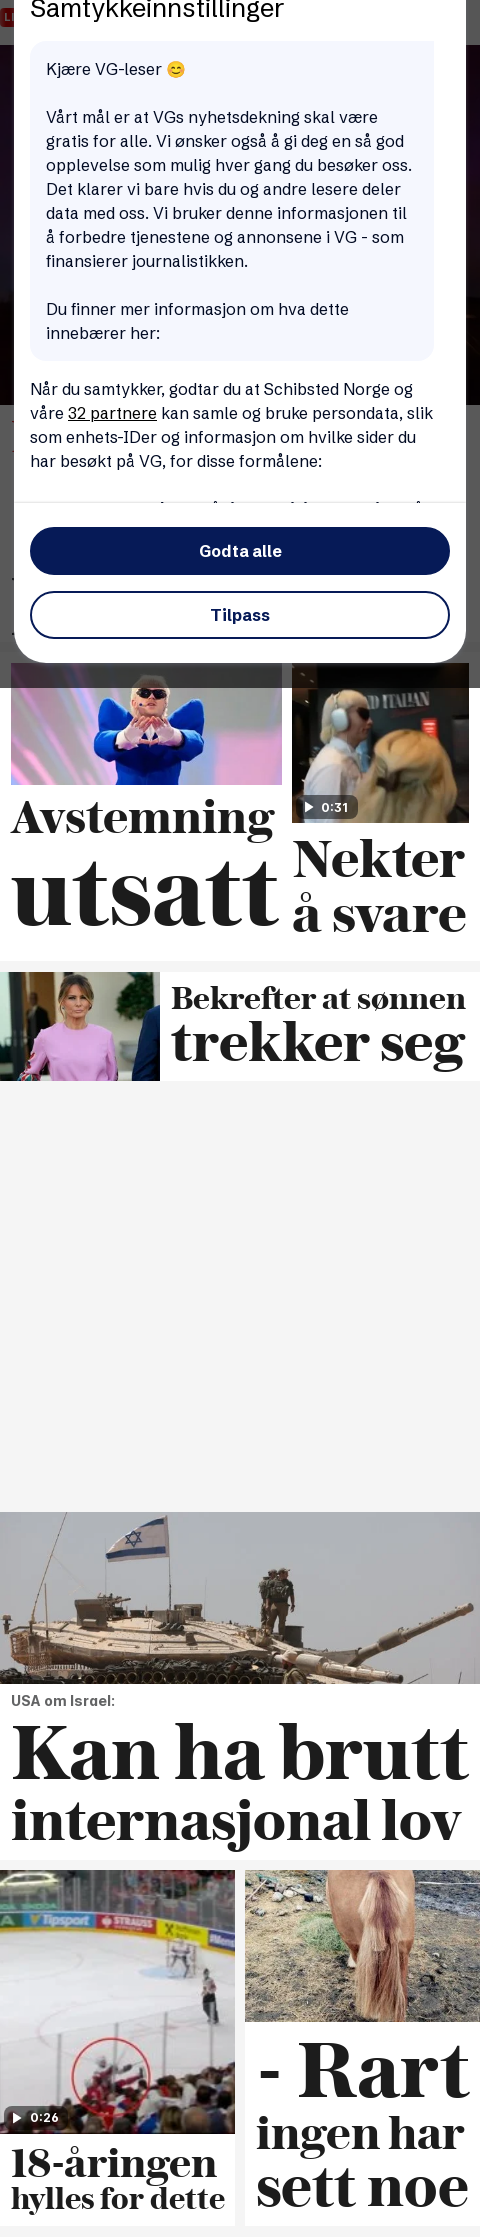 Samtykkeinnstillinger
Kjære VG-leser 😊
Vårt mål er at VGs nyhetsdekning skal være
gratis for alle. Vi ønsker også å gi deg en så god
opplevelse som mulig hver gang du besøker oss.
Det klarer vi bare hvis du og andre lesere deler
data med oss. Vi bruker denne informasjonen til
å forbedre tjenestene og annonsene i VG - som
finansierer journalistikken.
Du finner mer informasjon om hva dette
innebærer her:
Når du samtykker, godtar du at Schibsted Norge og
våre 32 partnere kan samle og bruke persondata, slik
som enhets-IDer og informasjon om hvilke sider du
har besøkt på VG, for disse formålene:
Godta alle
Tilpass
Avstemning
utsatt
0:31
Nekter
å svare
Bekrefter at sønnen
trekker seg
USA om Israel:
Kan ha brutt
internasjonal lov
Tipsport
STRAUSS
0:26
18-åringen
hylles for dette
- Rart
ingen har
sett noe